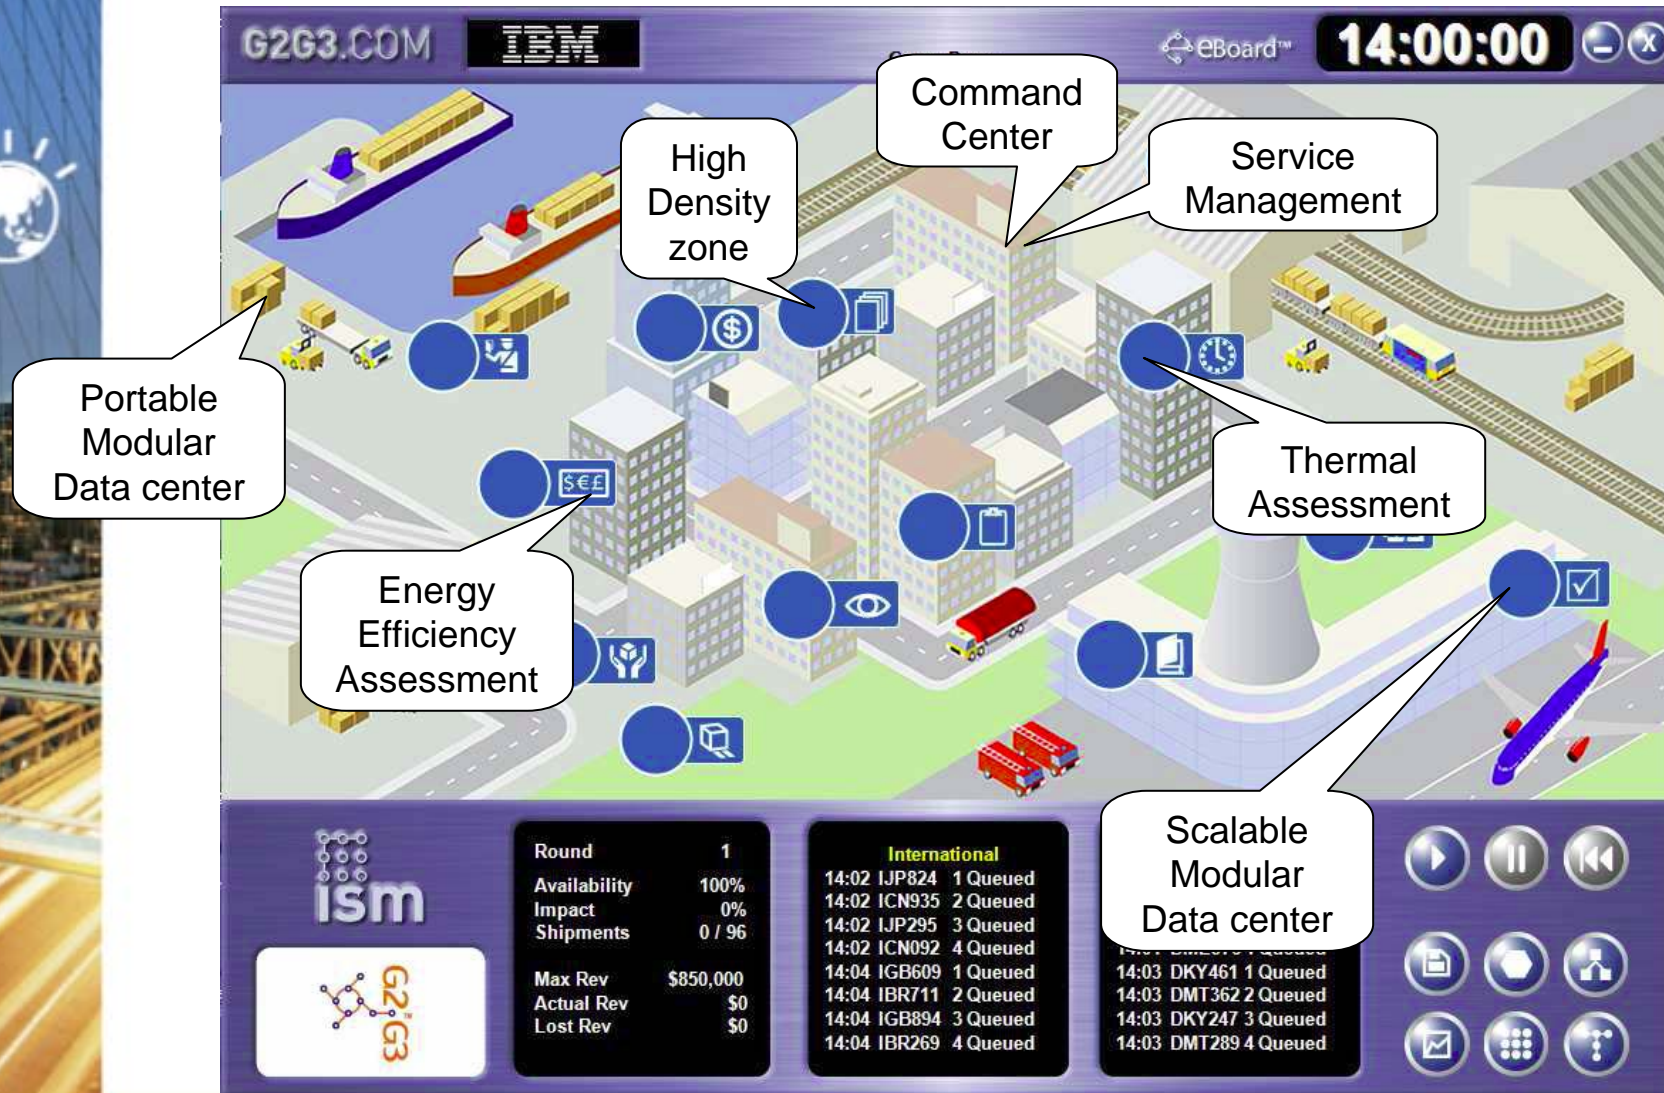 G2G3.COM
IBM
eBoard™
14:00:00
X
Command
Center
High
Density
zone
Service
Management
Portable
Modular
Data center
$
$€£
Thermal
Assessment
Energy
Efficiency
Assessment
Scalable
Modular
Data center
ism
G2™G3
Round 1
Availability 100%
Impact 0%
Shipments 0 / 96
Max Rev $850,000
Actual Rev $0
Lost Rev $0
International
14:02 IJP824 1 Queued
14:02 ICN935 2 Queued
14:02 IJP295 3 Queued
14:02 ICN092 4 Queued
14:04 IGB609 1 Queued
14:04 IBR711 2 Queued
14:04 IGB894 3 Queued
14:04 IBR269 4 Queued
14:03 DKY461 1 Queued
14:03 DMT362 2 Queued
14:03 DKY247 3 Queued
14:03 DMT289 4 Queued